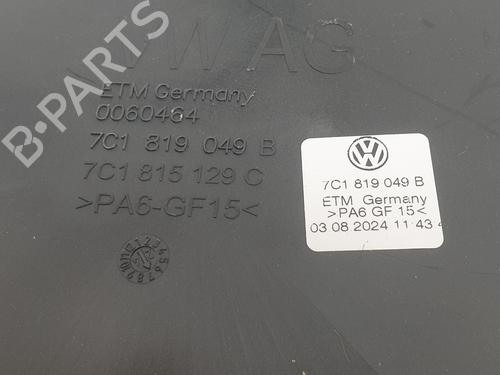 VW AG
ETM Germany
0060464
7C1 819 049 B
7C1 815 129 C
>PA6-GF15<
7C1 819 049 B
ETM Germany
>PA6 GF 15<
03 08 2024 11 43
B-PARTS